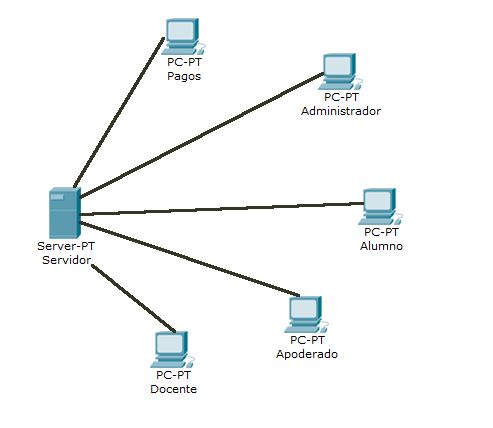 PC-PT
Pagos
PC-PT
Administrador
PC-PT
Alumno
Server-PT
Servidor
PC-PT
Apoderado
PC-PT
Docente